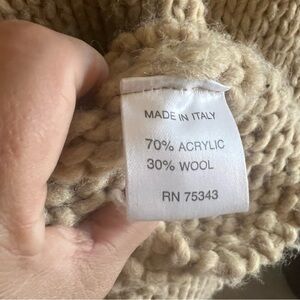 MADE IN ITALY
70% ACRYLIC
30% WOOL
RN 75343